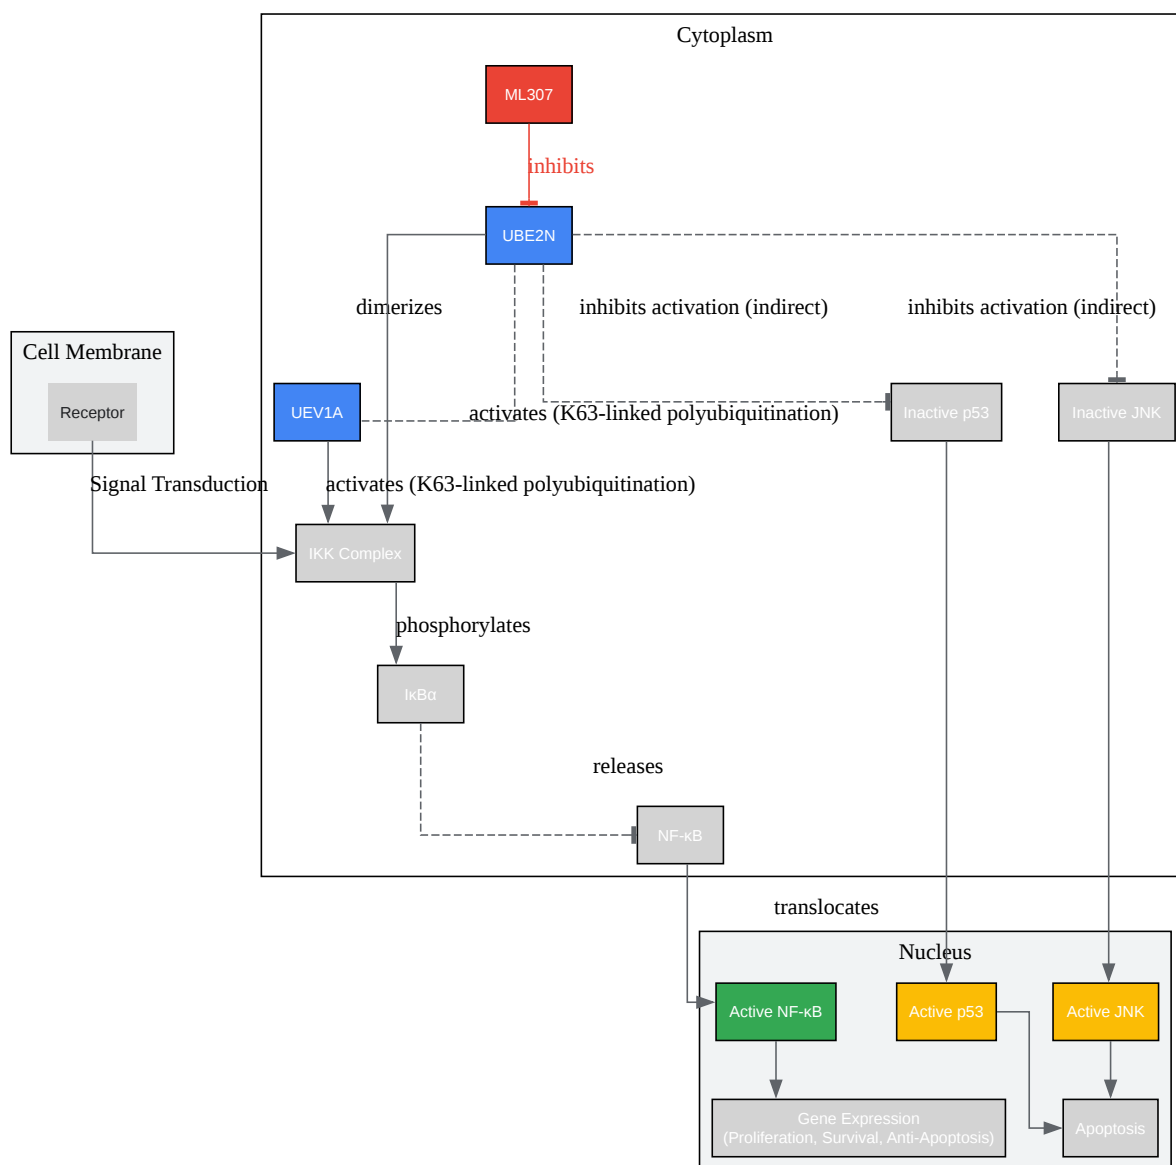 Cytoplasm
ML307
inhibits
UBE2N
dimerizes
inhibits activation (indirect)
inhibits activation (indirect)
Cell Membrane
Receptor
UEV1A
activates (K63-linked polyubiquitination)
Inactive p53
Inactive JNK
Signal Transduction
activates (K63-linked polyubiquitination)
IKK Complex
phosphorylates
IκBα
releases
NF-κB
translocates
Nucleus
Active NF-κB
Active p53
Active JNK
Gene Expression
(Proliferation, Survival, Anti-Apoptosis)
Apoptosis